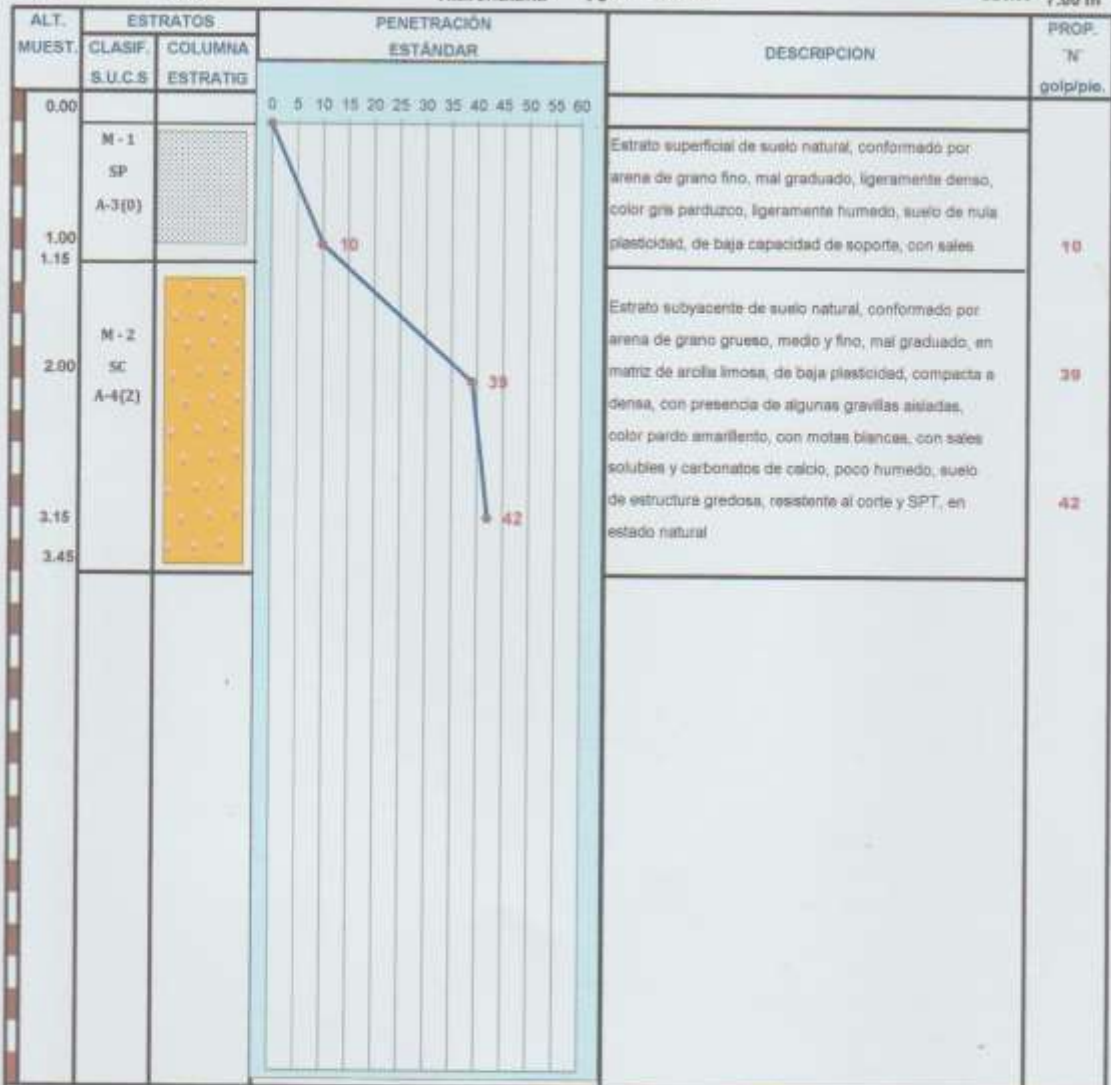 7.00 m
ALT. MUEST.
ESTRATOS
CLASIF. S.U.C.S
COLUMNA ESTRATIG
PENETRACIÓN ESTÁNDAR
DESCRIPCION
PROP. "N" golp/pie.
0.00
0 5 10 15 20 25 30 35 40 45 50 55 60
M - 1
SP
A-3(0)
1.00
1.15
10
Estrato superficial de suelo natural, conformado por
arena de grano fino, mal graduado, ligeramente denso,
color gris parduzco, ligeramente humedo, suelo de nula
plasticidad, de baja capacidad de soporte, con sales
10
M - 2
SC
A-4(2)
2.00
39
Estrato subyacente de suelo natural, conformado por
arena de grano grueso, medio y fino, mal graduado, en
matriz de arcilla limosa, de baja plasticidad, compacta a
densa, con presencia de algunas gravillas aisladas,
color pardo amarillento, con motas blancas, con sales
solubles y carbonatos de calcio, poco humedo, suelo
de estructura gredosa, resistente al corte y SPT, en
estado natural
39
3.15
42
42
3.45